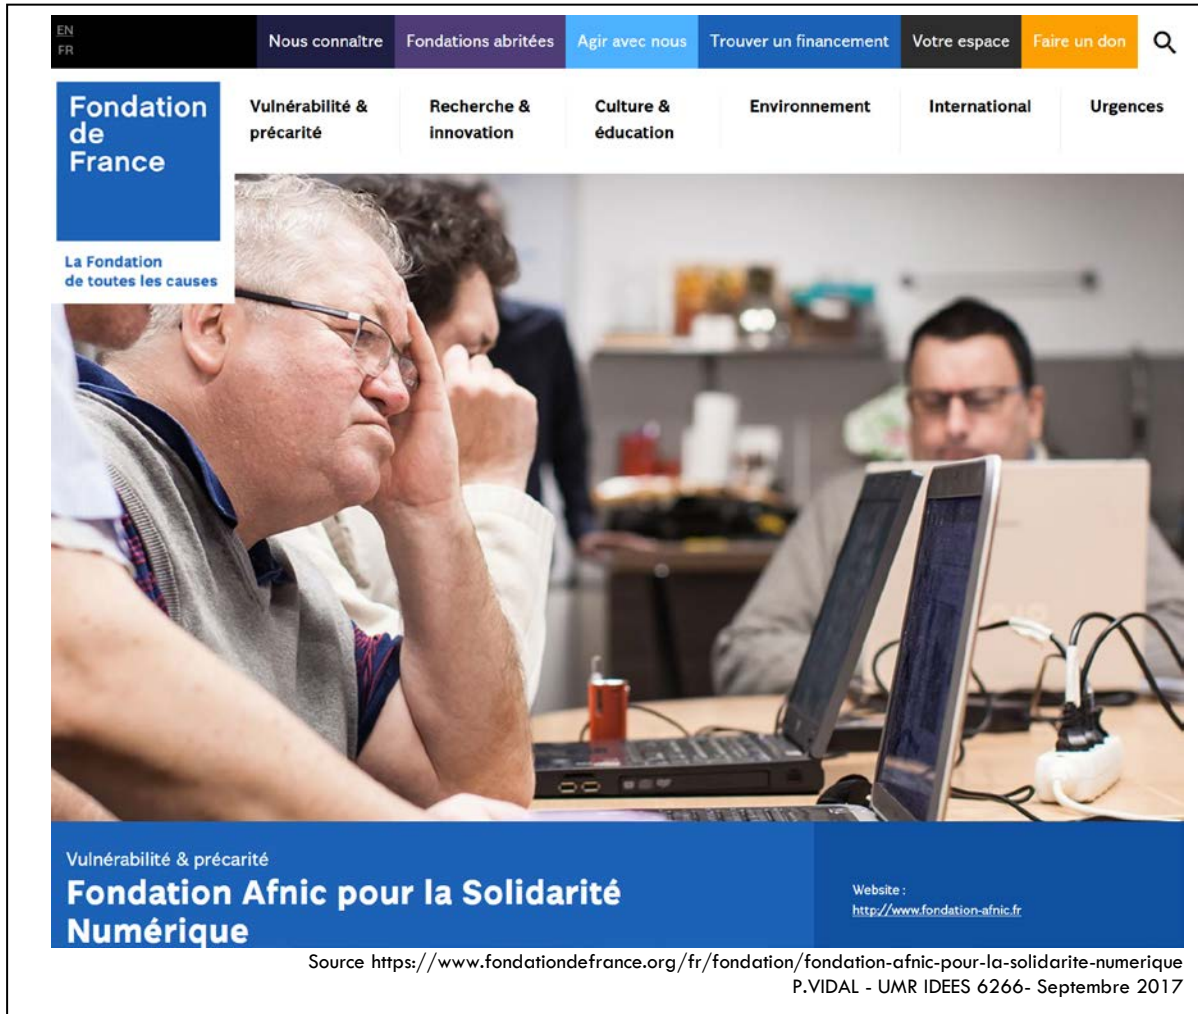 EN
FR
Nous connaître
Fondations abritées
Agir avec nous
Trouver un financement
Votre espace
Faire un don
Fondation
de
France
La Fondation
de toutes les causes
Vulnérabilité &
précarité
Recherche &
innovation
Culture &
éducation
Environnement
International
Urgences
Vulnérabilité & précarité
Fondation Afnic pour la Solidarité
Numérique
Website :
http://www.fondation-afnic.fr
Source https://www.fondationdefrance.org/fr/fondation/fondation-afnic-pour-la-solidarite-numerique
P.VIDAL - UMR IDEES 6266- Septembre 2017